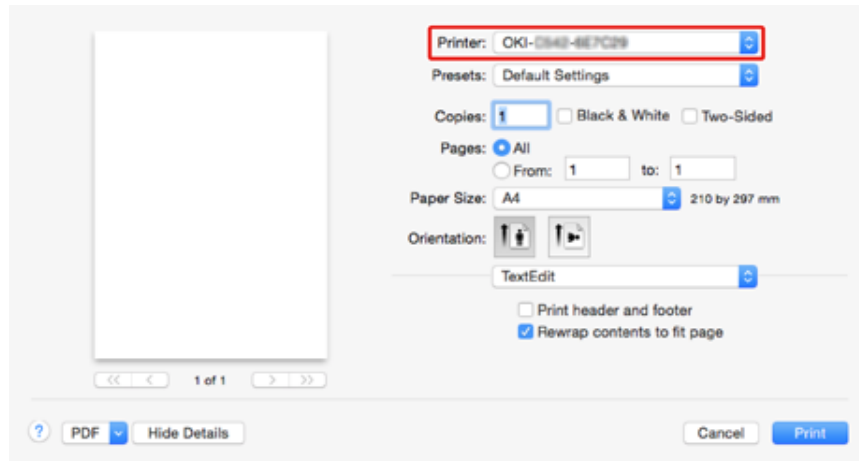 Printer: OKI-
Presets: Default Settings
Copies: 1 Black & White Two-Sided
Pages: All
From: 1 to: 1
Paper Size: A4 210 by 297 mm
Orientation:
TextEdit
Print header and footer
Rewrap contents to fit page
<< < 1 of 1 > >>
? PDF Hide Details Cancel Print